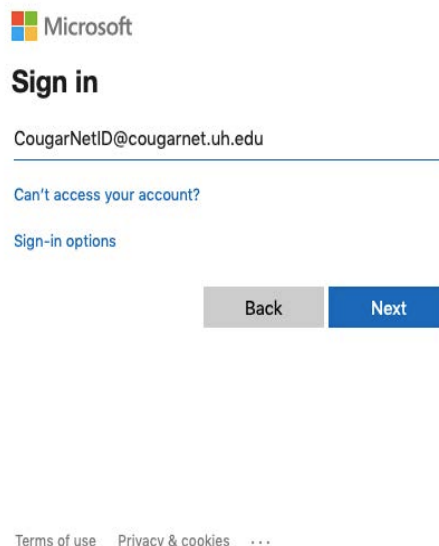 Microsoft
Sign in
CougarNetID@cougarnet.uh.edu
Can't access your account?
Sign-in options
Back Next
Terms of use Privacy & cookies ...